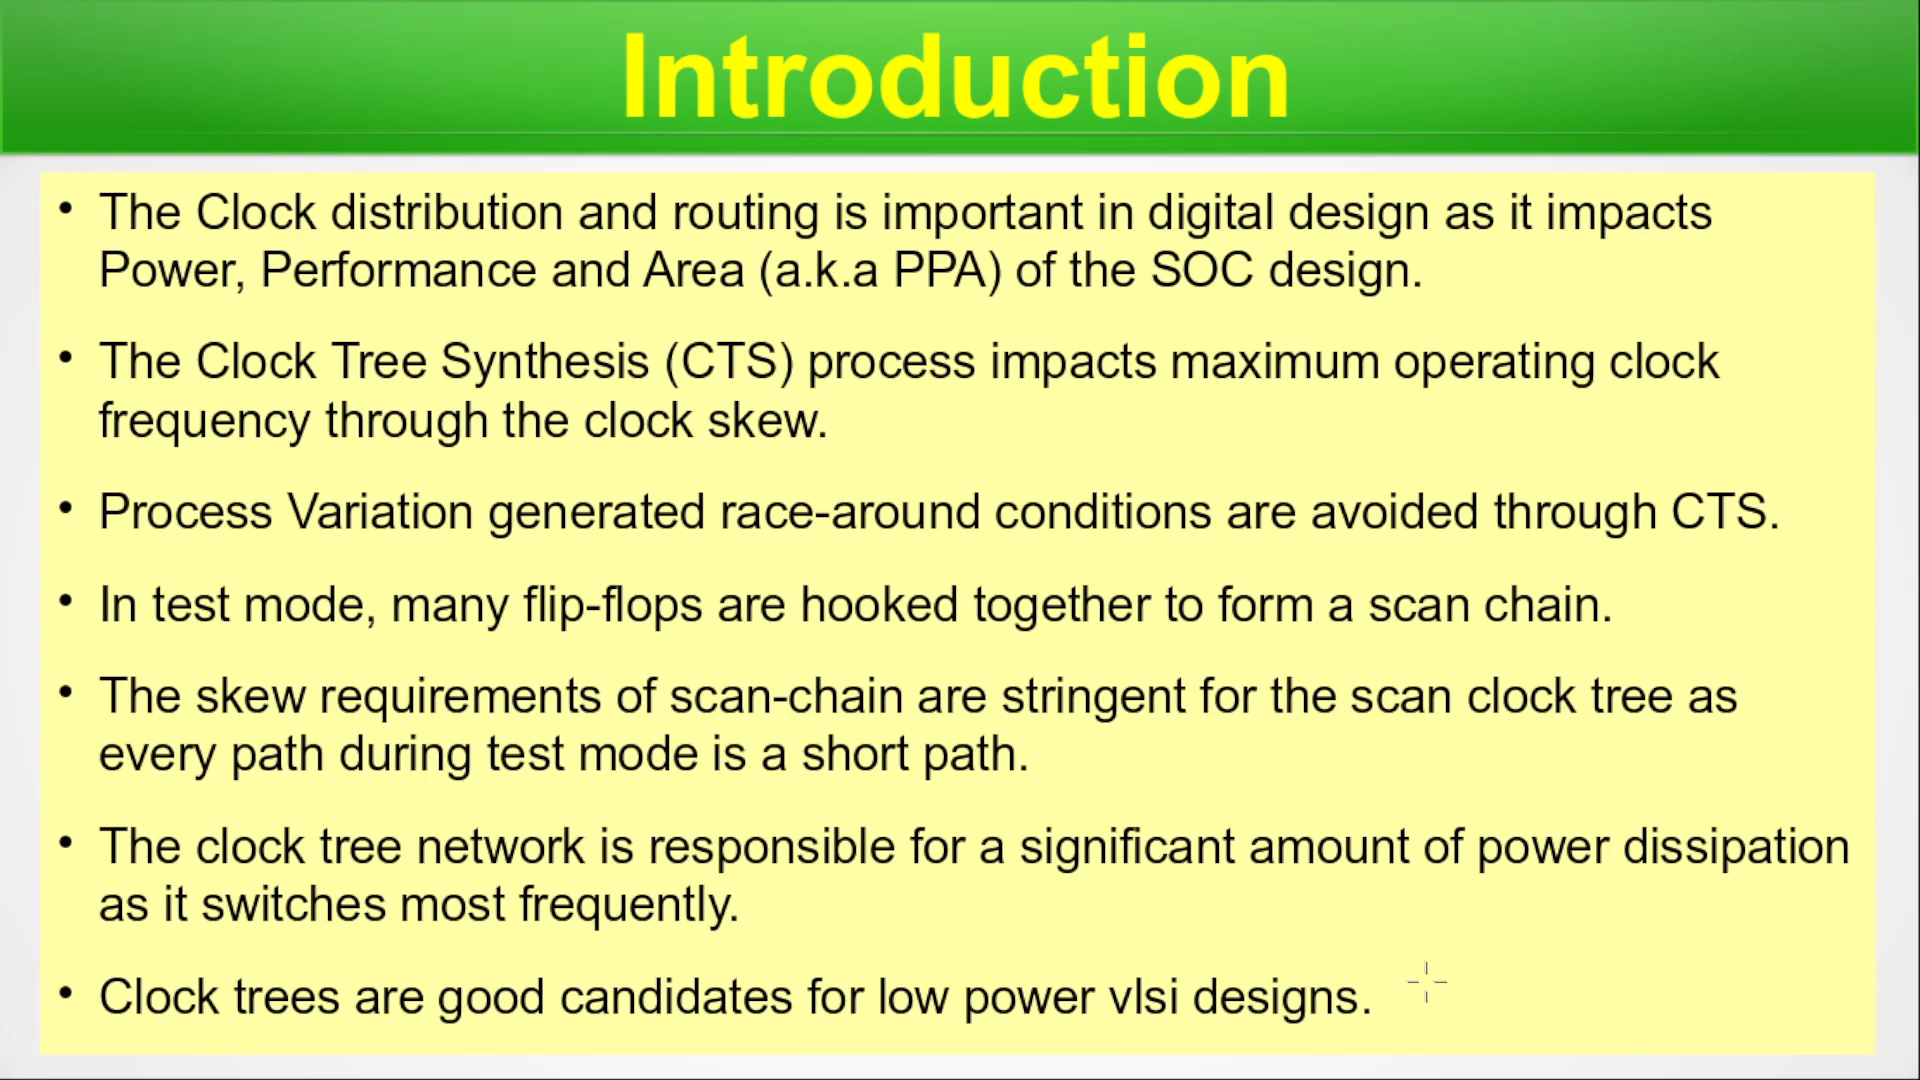 Introduction
• The Clock distribution and routing is important in digital design as it impacts
Power, Performance and Area (a.k.a PPA) of the SOC design.
• The Clock Tree Synthesis (CTS) process impacts maximum operating clock
frequency through the clock skew.
• Process Variation generated race-around conditions are avoided through CTS.
• In test mode, many flip-flops are hooked together to form a scan chain.
• The skew requirements of scan-chain are stringent for the scan clock tree as
every path during test mode is a short path.
• The clock tree network is responsible for a significant amount of power dissipation
as it switches most frequently.
• Clock trees are good candidates for low power vlsi designs.